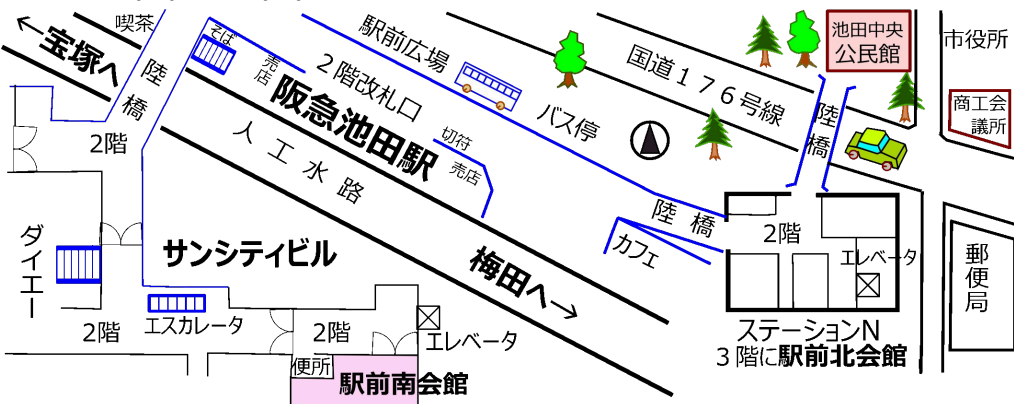 喫茶
←宝塚へ
陸橋
2階
そば
売店
駅前広場
2階改札口
阪急池田駅
切符
売店
人工水路
バス停
国道176号線
池田中央
公民館
市役所
商工会
議所
陸橋
陸橋
カフェ
2階
エレベータ
郵便局
ステーションN
3階に駅前北会館
梅田へ→
サンシティビル
ダイエー
2階
エスカレータ
2階
エレベータ
便所
駅前南会館